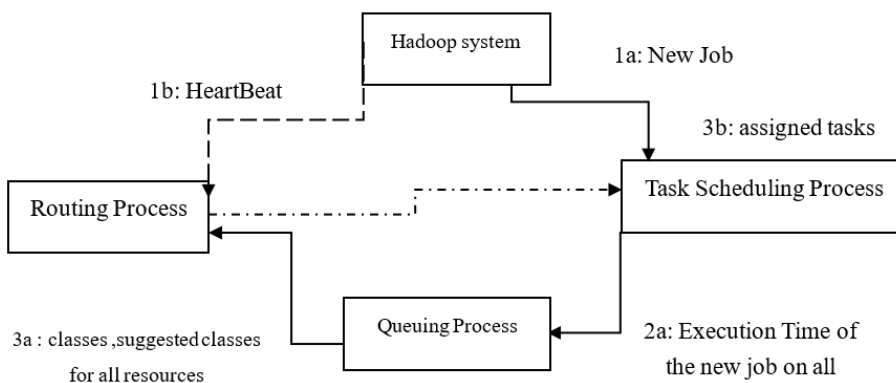 Hadoop system
1a: New Job
1b: HeartBeat
3b: assigned tasks
Task Scheduling Process
Routing Process
Queuing Process
3a : classes ,suggested classes
for all resources
2a: Execution Time of
the new job on all